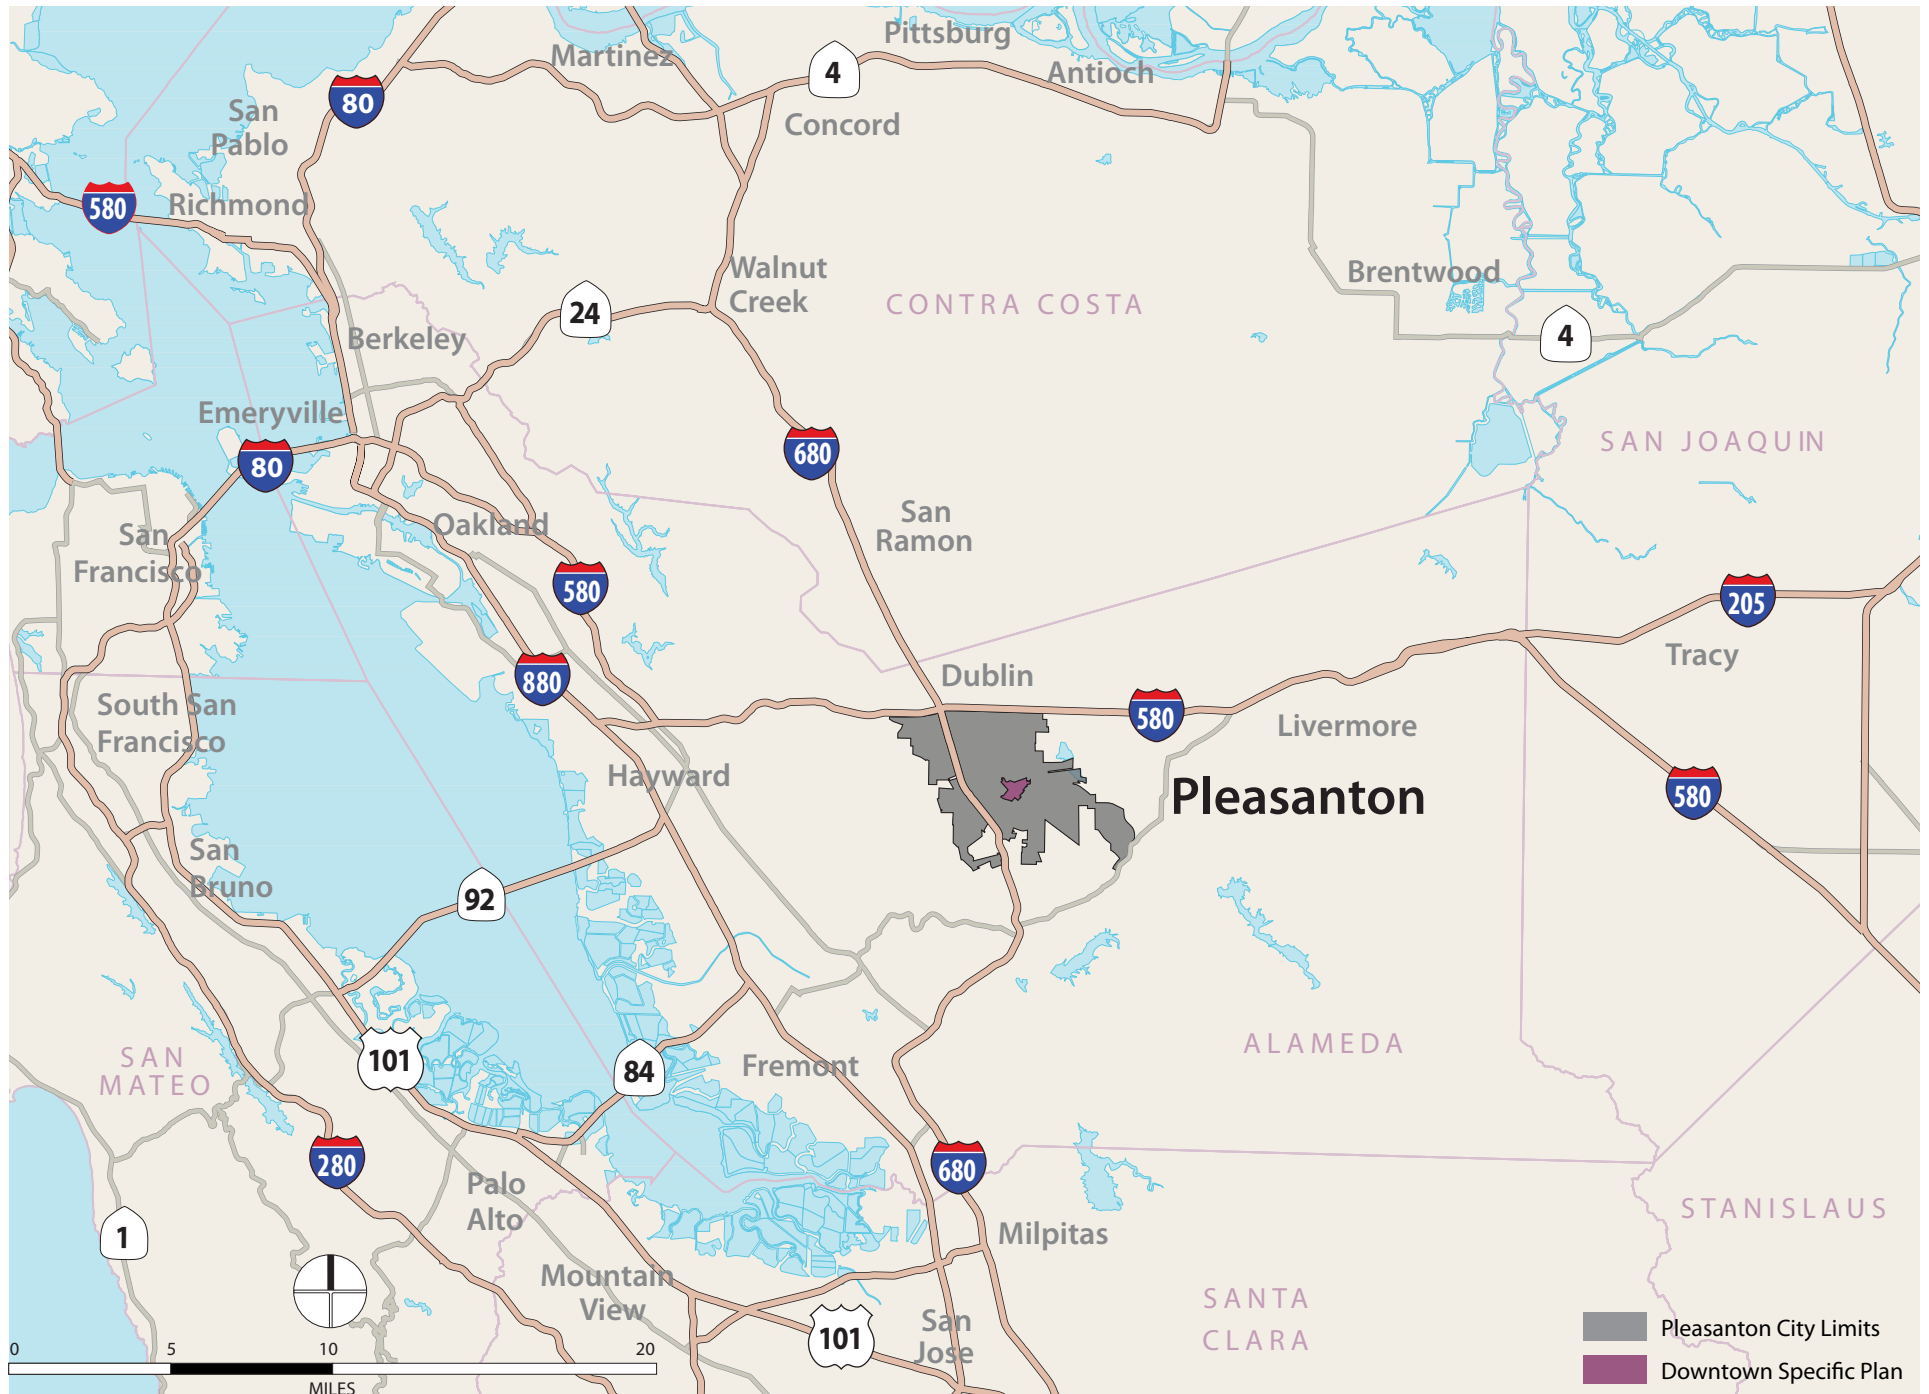 Pittsburg
Martinez
4
Antioch
80
San
Pablo
Concord
580
Richmond
Walnut
Creek
Brentwood
CONTRA COSTA
24
4
Berkeley
Emeryville
SAN JOAQUIN
680
80
San
Ramon
Oakland
San
Francisco
580
205
Tracy
Dublin
880
South San
Francisco
580
Livermore
Hayward
Pleasanton
580
San
Bruno
92
ALAMEDA
SAN
MATEO
101
84
Fremont
280
680
Palo
Alto
STANISLAUS
1
Milpitas
Mountain
View
SANTA
CLARA
101
San
Jose
0 5 10 20
MILES
Pleasanton City Limits
Downtown Specific Plan